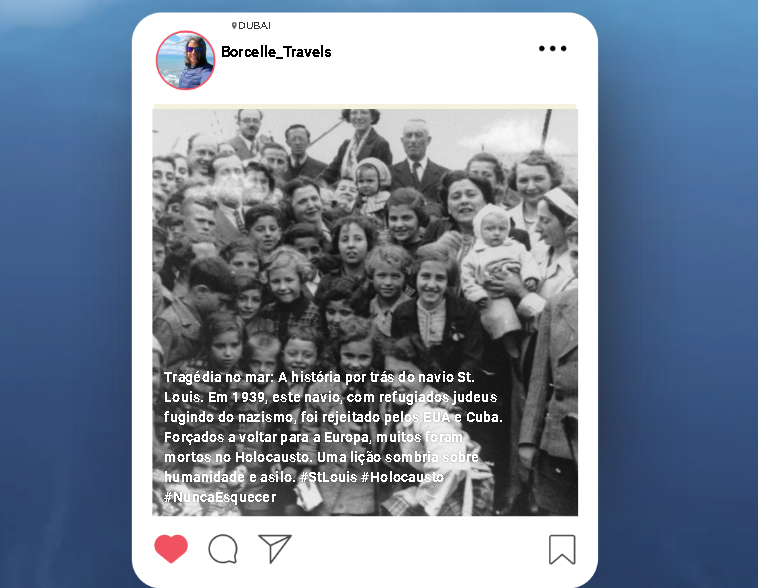 DUBAI
Borcelle_Travels
Tragédia no mar: A história por trás do navio St.
Louis. Em 1939, este navio, com refugiados judeus
fugindo do nazismo, foi rejeitado pelos EUA e Cuba.
Forçados a voltar para a Europa, muitos foram
mortos no Holocausto. Uma lição sombria sobre
humanidade e asilo. #StLouis #Holocausto
#NuncaEsquecer